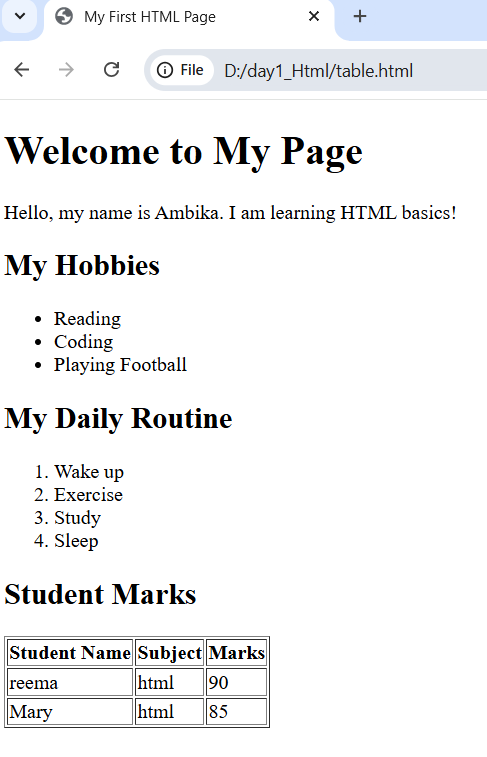 My First HTML Page
File D:/day1_Html/table.html
Welcome to My Page
Hello, my name is Ambika. I am learning HTML basics!
My Hobbies
• Reading
• Coding
• Playing Football
My Daily Routine
1. Wake up
2. Exercise
3. Study
4. Sleep
Student Marks
Student Name Subject Marks
reema html 90
Mary html 85